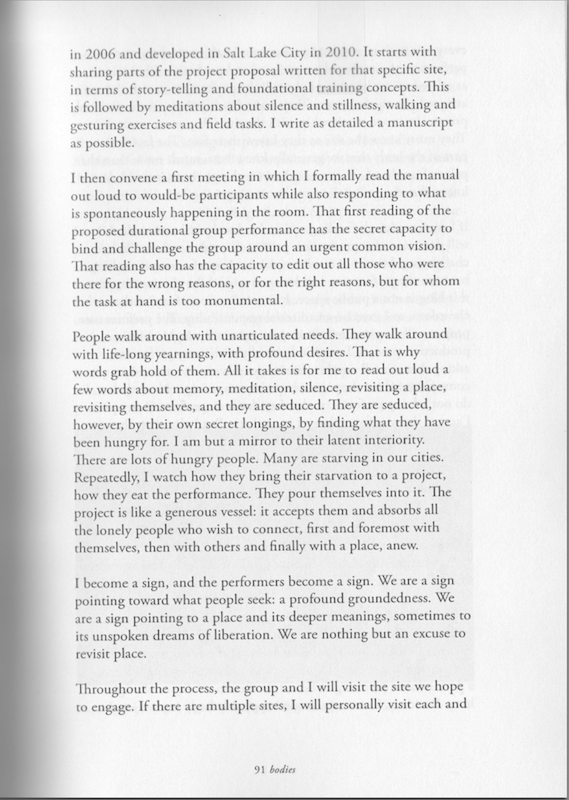 in 2006 and developed in Salt Lake City in 2010. It starts with
sharing parts of the project proposal written for that specific site,
in terms of story-telling and foundational training concepts. This
is followed by meditations about silence and stillness, walking and
gesturing exercises and field tasks. I write as detailed a manuscript
as possible.
I then convene a first meeting in which I formally read the manual
out loud to would-be participants while also responding to what
is spontaneously happening in the room. That first reading of the
proposed durational group performance has the secret capacity to
bind and challenge the group around an urgent common vision.
That reading also has the capacity to edit out all those who were
there for the wrong reasons, or for the right reasons, but for whom
the task at hand is too monumental.
People walk around with unarticulated needs. They walk around
with life-long yearnings, with profound desires. That is why
words grab hold of them. All it takes is for me to read out loud a
few words about memory, meditation, silence, revisiting a place,
revisiting themselves, and they are seduced. They are seduced,
however, by their own secret longings, by finding what they have
been hungry for. I am but a mirror to their latent interiority.
There are lots of hungry people. Many are starving in our cities.
Repeatedly, I watch how they bring their starvation to a project,
how they eat the performance. They pour themselves into it. The
project is like a generous vessel: it accepts them and absorbs all
the lonely people who wish to connect, first and foremost with
themselves, then with others and finally with a place, anew.
I become a sign, and the performers become a sign. We are a sign
pointing toward what people seek: a profound groundedness. We
are a sign pointing to a place and its deeper meanings, sometimes to
its unspoken dreams of liberation. We are nothing but an excuse to
revisit place.
Throughout the process, the group and I will visit the site we hope
to engage. If there are multiple sites, I will personally visit each and
91 bodies